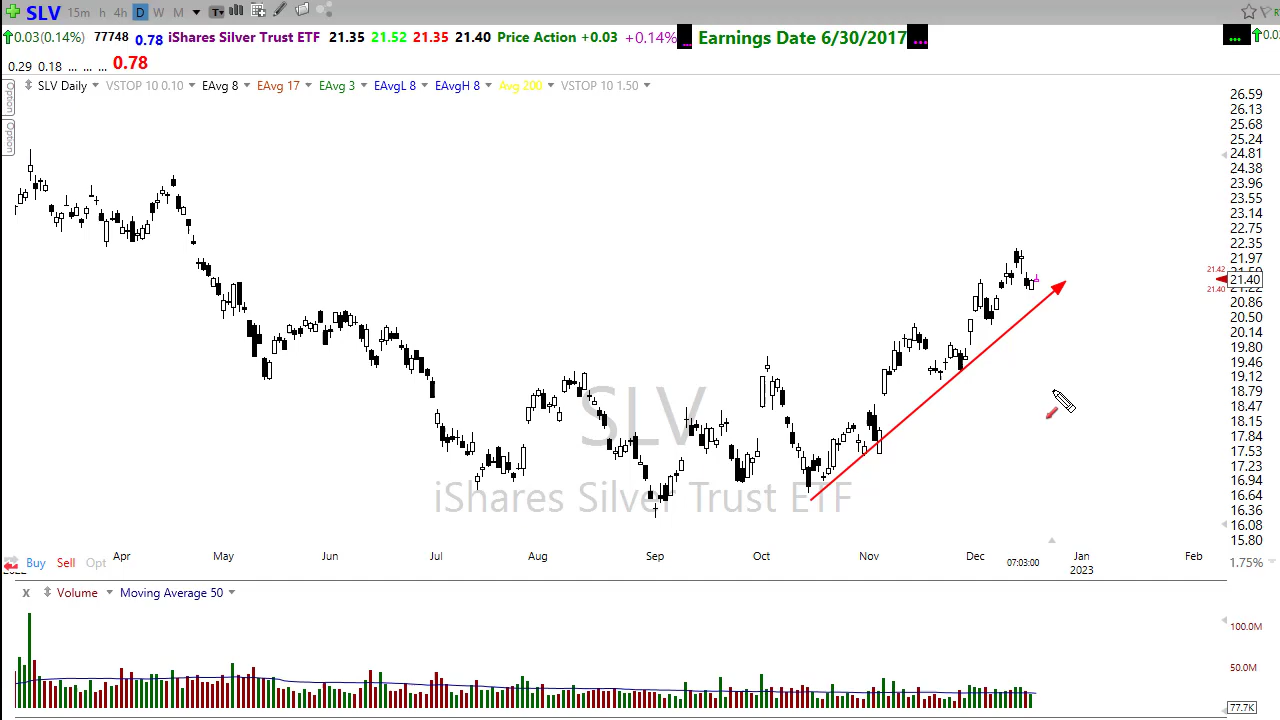 SLV 15m h 4h D W M T
0.03(0.14%) 77748 0.78 iShares Silver Trust ETF 21.35 21.52 21.35 21.40 Price Action +0.03 +0.14% ... Earnings Date 6/30/2017 ... ... 0.0
0.29 0.18 ... ... ... 0.78
Option
Option
SLV Daily VSTOP 10 0.10 EAvg 8 EAvg 17 EAvg 3 EAvgL 8 EAvgH 8 Avg 200 VSTOP 10 1.50
26.59
26.13
25.68
25.24
24.81
24.38
23.96
23.55
23.14
22.75
22.35
21.97
21.42
21.40
21.40
20.86
20.50
20.14
19.80
19.46
19.12
18.79
18.47
18.15
17.84
17.53
17.23
16.94
16.64
16.36
16.08
15.80
SLV
iShares Silver Trust ETF
Apr May Jun Jul Aug Sep Oct Nov Dec Jan Feb
Buy Sell Opt 07:03:00 2023 1.75%
x Volume Moving Average 50
100.0M
50.0M
77.7K